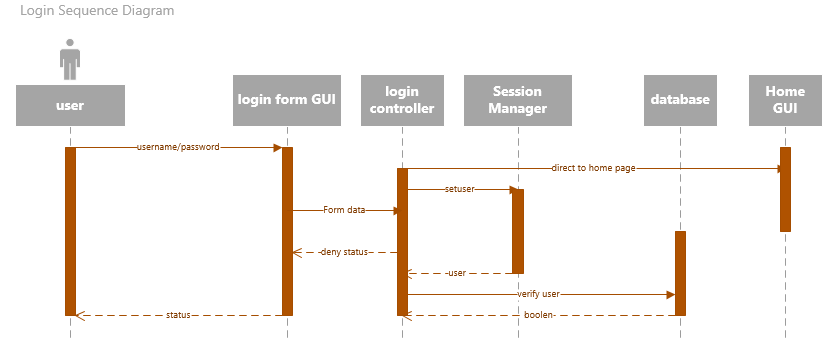 Login Sequence Diagram
user
login form GUI
login
controller
Session
Manager
database
Home
GUI
username/password
direct to home page
setuser
Form data
deny status
user
verify user
status
boolen